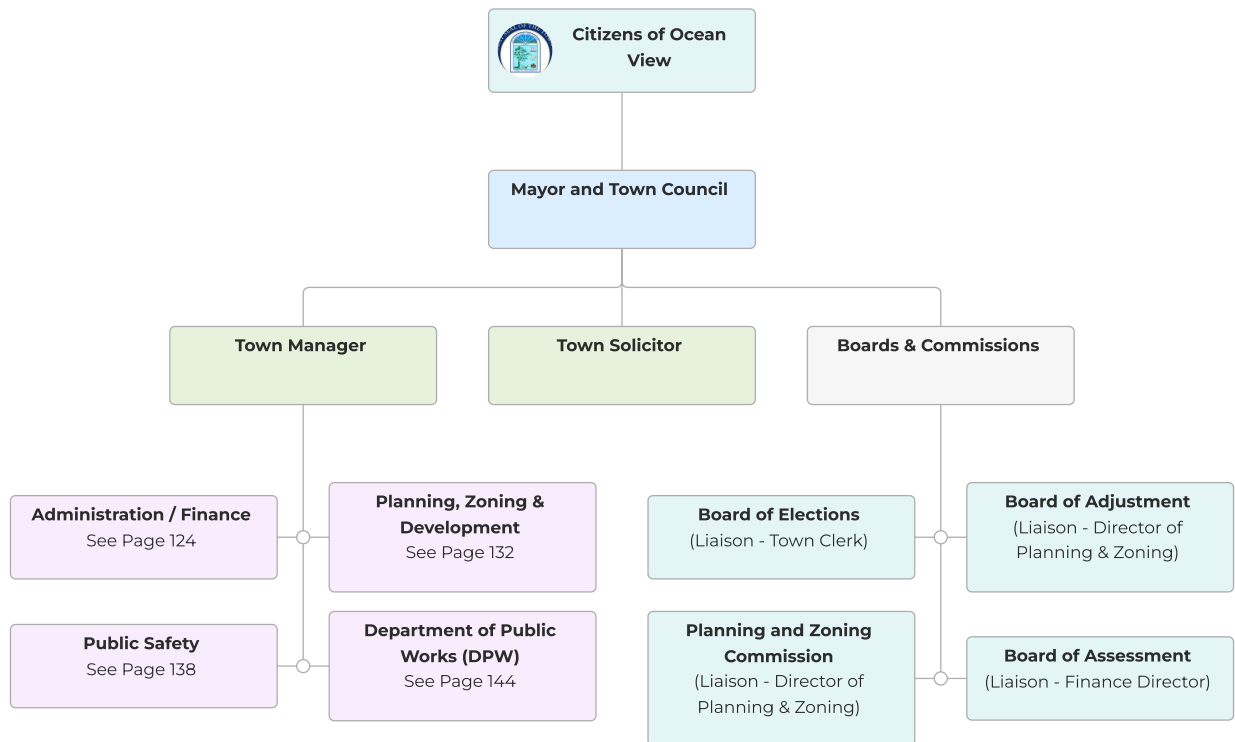 Citizens of Ocean
View
Mayor and Town Council
Town Manager
Town Solicitor
Boards & Commissions
Administration / Finance
See Page 124
Planning, Zoning &
Development
See Page 132
Board of Elections
(Liaison - Town Clerk)
Board of Adjustment
(Liaison - Director of
Planning & Zoning)
Public Safety
See Page 138
Department of Public
Works (DPW)
See Page 144
Planning and Zoning
Commission
(Liaison - Director of
Planning & Zoning)
Board of Assessment
(Liaison - Finance Director)